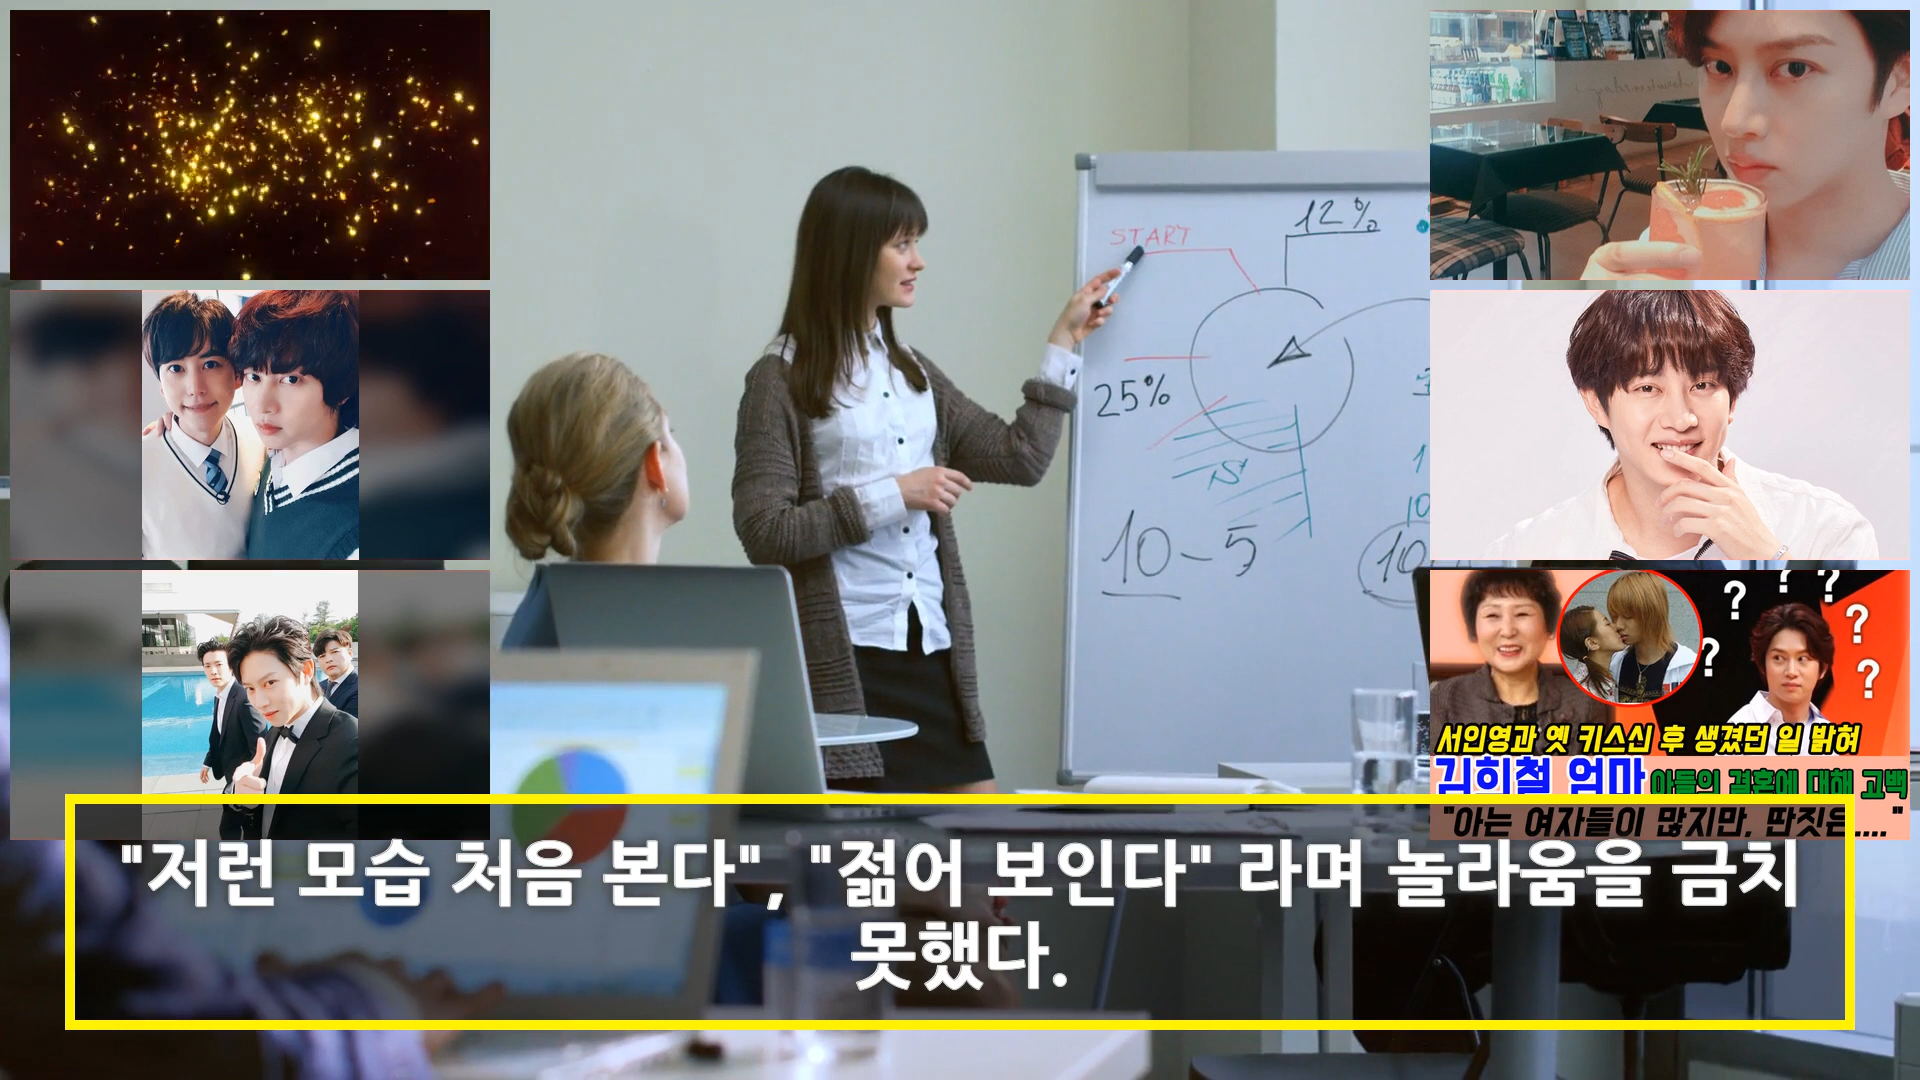 START
12%
25%
10-5
10
?
?
?
?
?
?
서인영과 옛 키스신 후 생겼던 일 밝혀
김희철 엄마 아들의 결혼에 대해 고백
"아는 여자들이 많지만, 딴짓은...."
"저런 모습 처음 본다", "젊어 보인다" 라며 놀라움을 금치
못했다.